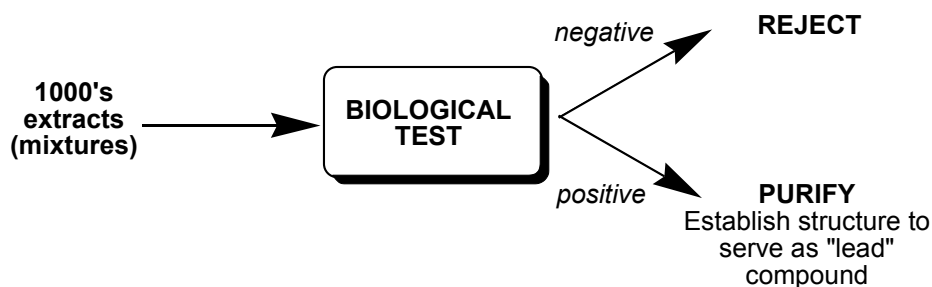 1000's
extracts
(mixtures)
BIOLOGICAL
TEST
negative
REJECT
positive
PURIFY
Establish structure to
serve as "lead"
compound